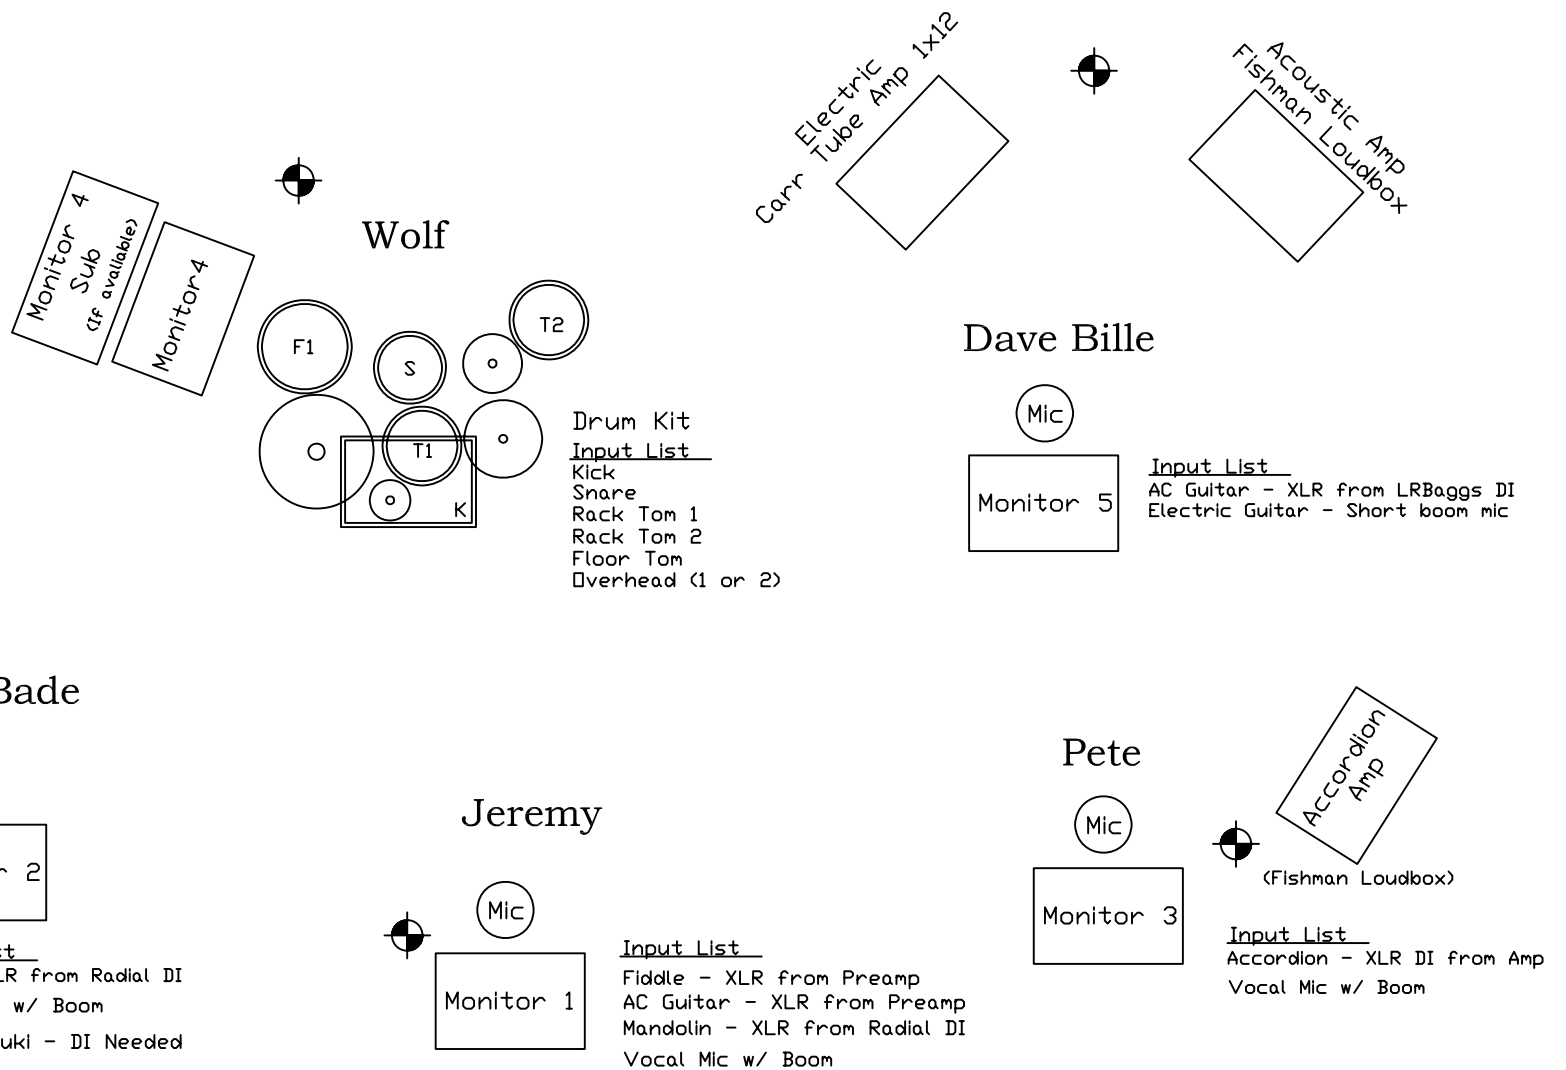 Electric
Tube Amp 1x12
Carr
Acoustic Amp
Fishman Loudbox
Monitor 4
Sub
(If available)
Monitor4
Wolf
F1
S
T2
T1
K
Drum Kit
Input List
Kick
Snare
Rack Tom 1
Rack Tom 2
Floor Tom
Overhead (1 or 2)
Dave Bille
Mic
Monitor 5
Input List
AC Guitar - XLR from LRBaggs DI
Electric Guitar - Short boom mic
Bade
r 2
st
LR from Radial DI
w/ Boom
uki - DI Needed
Jeremy
Mic
Monitor 1
Input List
Fiddle - XLR from Preamp
AC Guitar - XLR from Preamp
Mandolin - XLR from Radial DI
Vocal Mic w/ Boom
Pete
Mic
Monitor 3
Accordion
Amp
(Fishman Loudbox)
Input List
Accordion - XLR DI from Amp
Vocal Mic w/ Boom